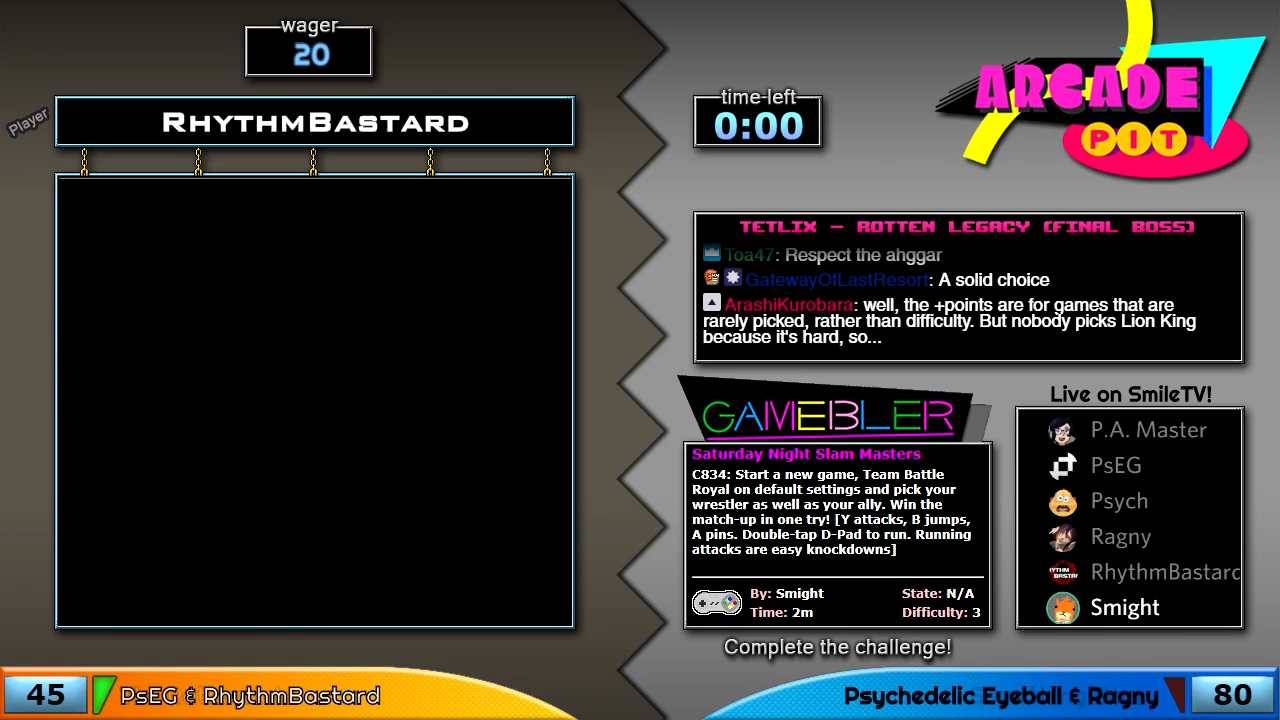 wager
20
Player
RhythmBastard
time left
0:00
ARCADE
PIT
TETLIX - ROTTEN LEGACY (FINAL BOSS)
Toa47: Respect the ahggar
GatewayOfLastResort: A solid choice
ArashiKurobara: well, the +points are for games that are
rarely picked, rather than difficulty. But nobody picks Lion King
because it's hard, so...
GAMEBLER
Saturday Night Slam Masters
C834: Start a new game, Team Battle
Royal on default settings and pick your
wrestler as well as your ally. Win the
match-up in one try! [Y attacks, B jumps,
A pins. Double-tap D-Pad to run. Running
attacks are easy knockdowns]
By: Smight
State: N/A
Time: 2m
Difficulty: 3
Complete the challenge!
Live on SmileTV!
P.A. Master
PsEG
Psych
Ragny
RhythmBastard
Smight
45
PsEG & RhythmBastard
Psychedelic Eyeball & Ragny
80